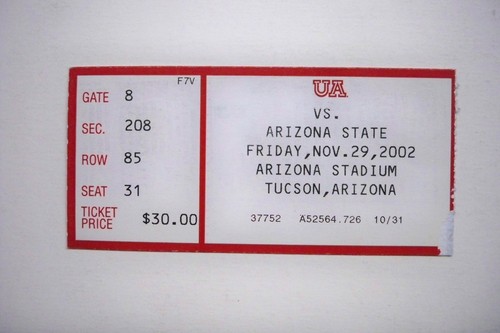 F7V
GATE 8
SEC. 208
ROW 85
SEAT 31
TICKET
PRICE $30.00
UA
VS.
ARIZONA STATE
FRIDAY,NOV.29,2002
ARIZONA STADIUM
TUCSON,ARIZONA
37752 A52564.726 10/31